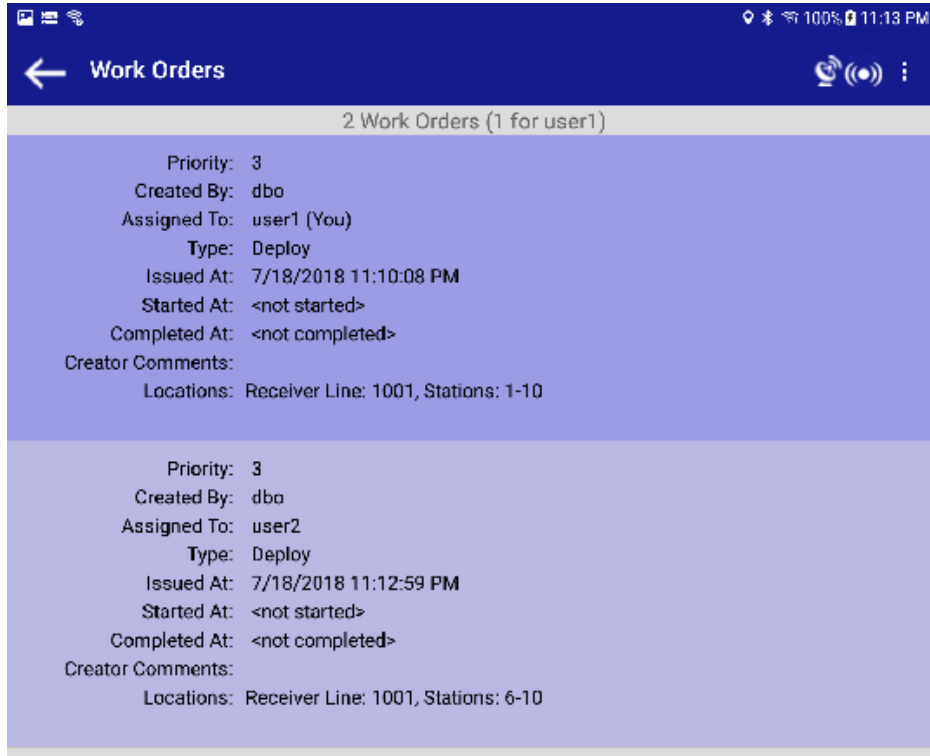 100% 11:13 PM
Work Orders
2 Work Orders (1 for user1)
Priority: 3
Created By: dbo
Assigned To: user1 (You)
Type: Deploy
Issued At: 7/18/2018 11:10:08 PM
Started At: <not started>
Completed At: <not completed>
Creator Comments:
Locations: Receiver Line: 1001, Stations: 1-10
Priority: 3
Created By: dbo
Assigned To: user2
Type: Deploy
Issued At: 7/18/2018 11:12:59 PM
Started At: <not started>
Completed At: <not completed>
Creator Comments:
Locations: Receiver Line: 1001, Stations: 6-10